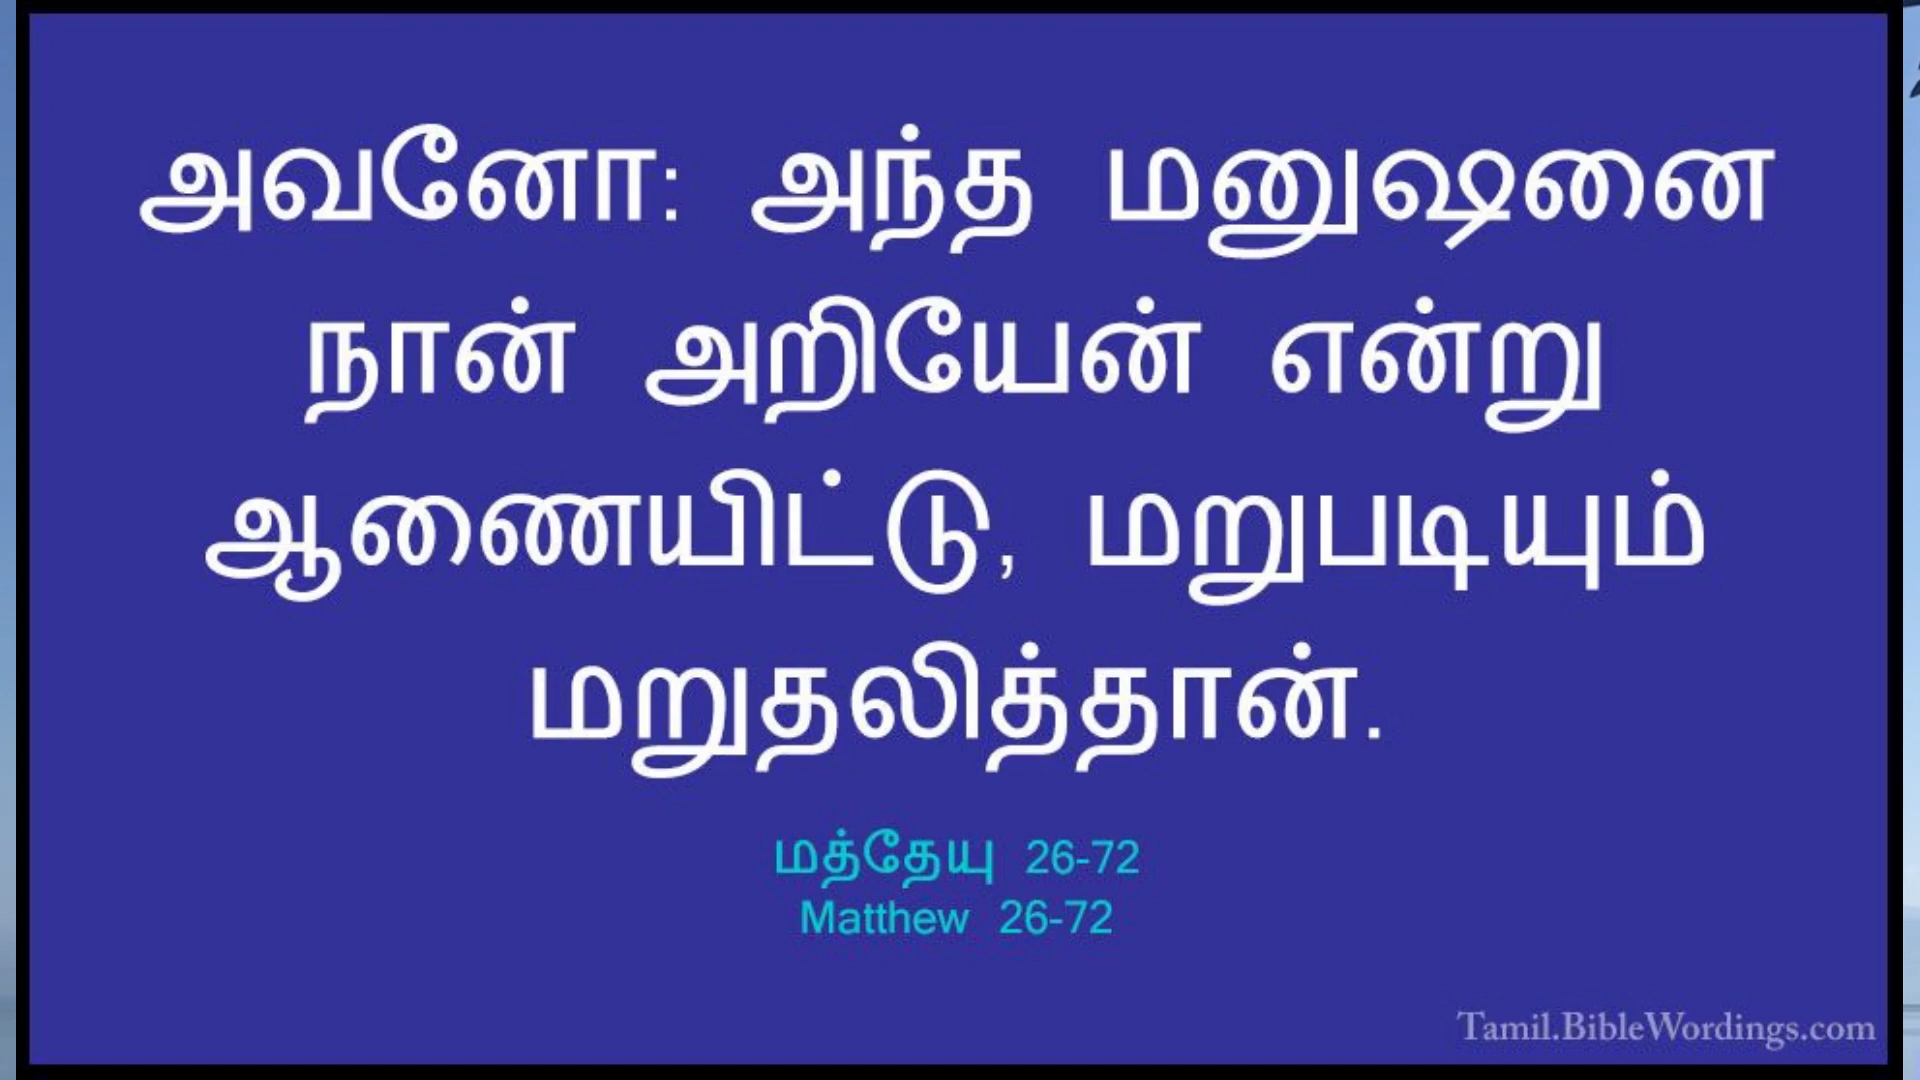 அவனோ: அந்த மனுஷனை
நான் அறியேன் என்று
ஆணையிட்டு, மறுபடியும்
மறுதலித்தான்.
மத்தேயு 26-72
Matthew 26-72
Tamil.BibleWordings.com